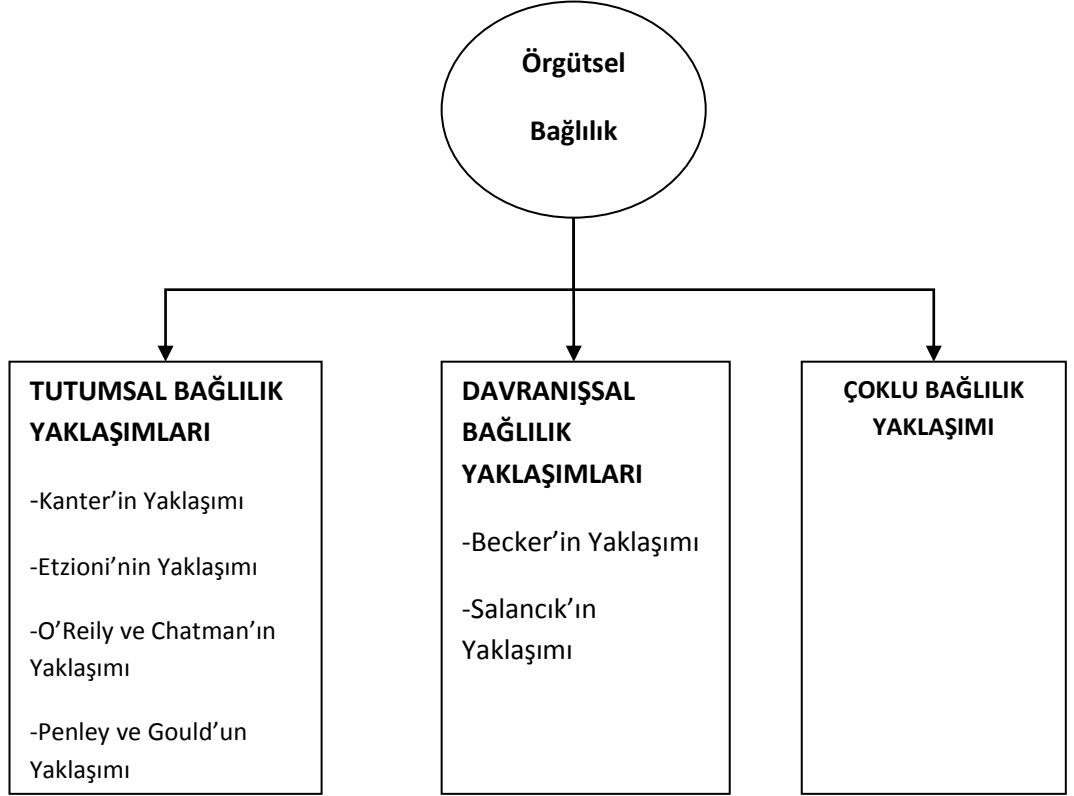 Örgütsel
Bağlılık
TUTUMSAL BAĞLILIK
YAKLAŞIMLARI
-Kanter’in Yaklaşımı
-Etzioni’nin Yaklaşımı
-O’Reily ve Chatman’ın
Yaklaşımı
-Penley ve Gould’un
Yaklaşımı
DAVRANIŞSAL
BAĞLILIK
YAKLAŞIMLARI
-Becker’in Yaklaşımı
-Salancık’ın
Yaklaşımı
ÇOKLU BAĞLILIK
YAKLAŞIMI